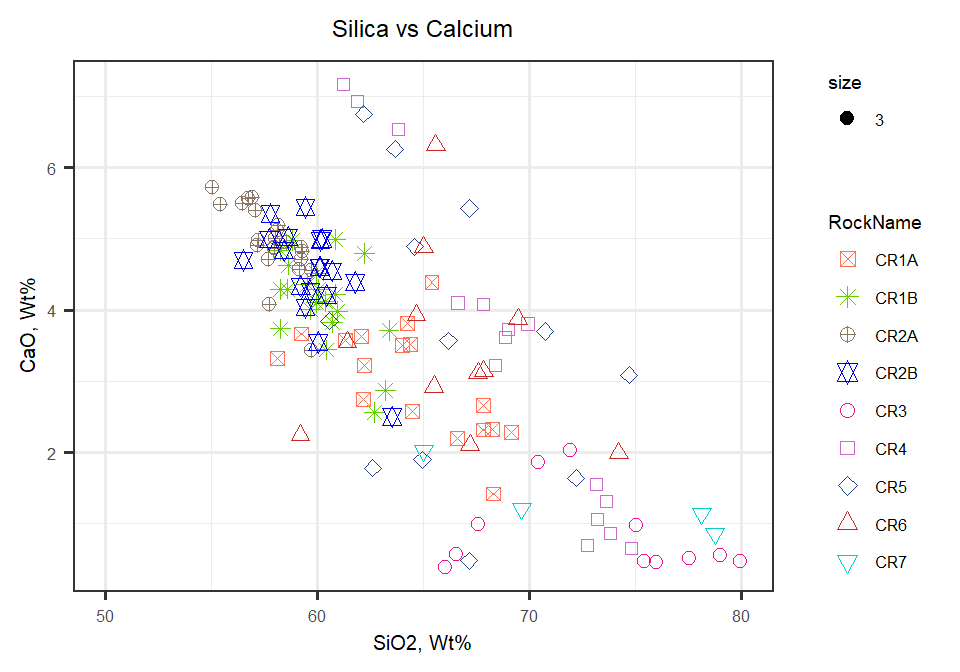 Silica vs Calcium
CaO, Wt%
6
4
2
50
60
70
80
SiO2, Wt%
size
3
RockName
CR1A
CR1B
CR2A
CR2B
CR3
CR4
CR5
CR6
CR7